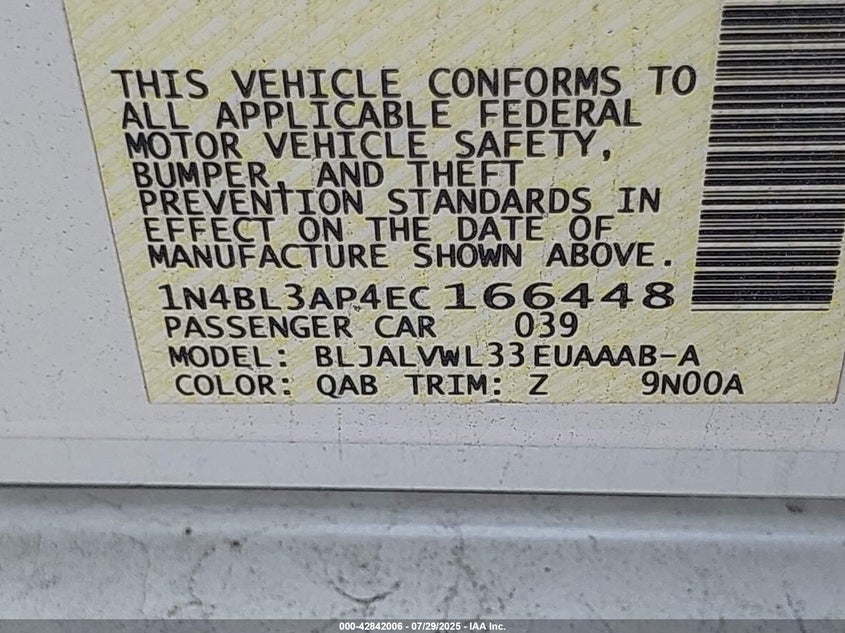 THIS VEHICLE CONFORMS TO
ALL APPLICABLE FEDERAL
MOTOR VEHICLE SAFETY,
BUMPER, AND THEFT
PREVENTION STANDARDS IN
EFFECT ON THE DATE OF
MANUFACTURE SHOWN ABOVE.
1N4BL3AP4EC166448
PASSENGER CAR 039
MODEL: BLJALVWL33EUAAAB-A
COLOR: QAB TRIM: Z 9N00A
000-42842006 - 07/29/2025 - IAA Inc.